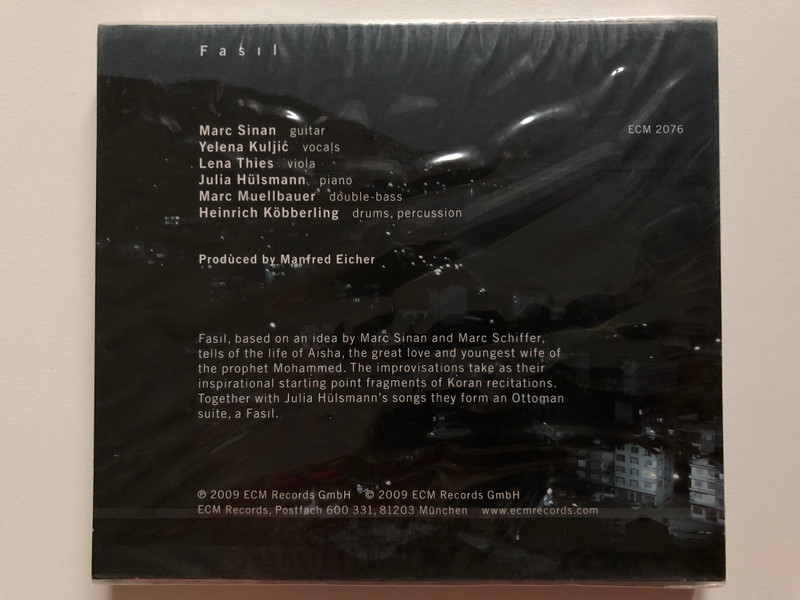 Fasıl
ECM 2076
Marc Sinan guitar
Yelena Kuljić vocals
Lena Thies viola
Julia Hülsmann piano
Marc Muellbauer double-bass
Heinrich Köbberling drums, percussion
Produced by Manfred Eicher
Fasıl, based on an idea by Marc Sinan and Marc Schiffer,
tells of the life of Aisha, the great love and youngest wife of
the prophet Mohammed. The improvisations take as their
inspirational starting point fragments of Koran recitations.
Together with Julia Hülsmann's songs they form an Ottoman
suite, a Fasıl.
℗ 2009 ECM Records GmbH © 2009 ECM Records GmbH
ECM Records, Postfach 600 331, 81203 München www.ecmrecords.com